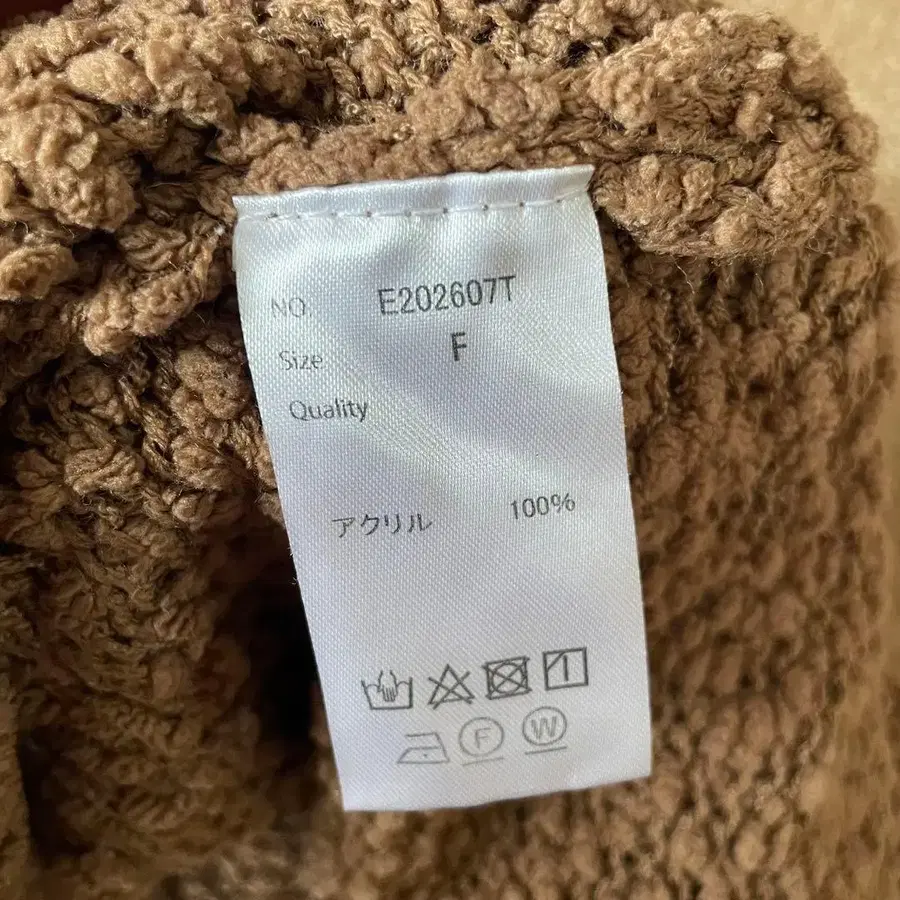 NO. E202607T
Size F
Quality
アクリル 100%
F W